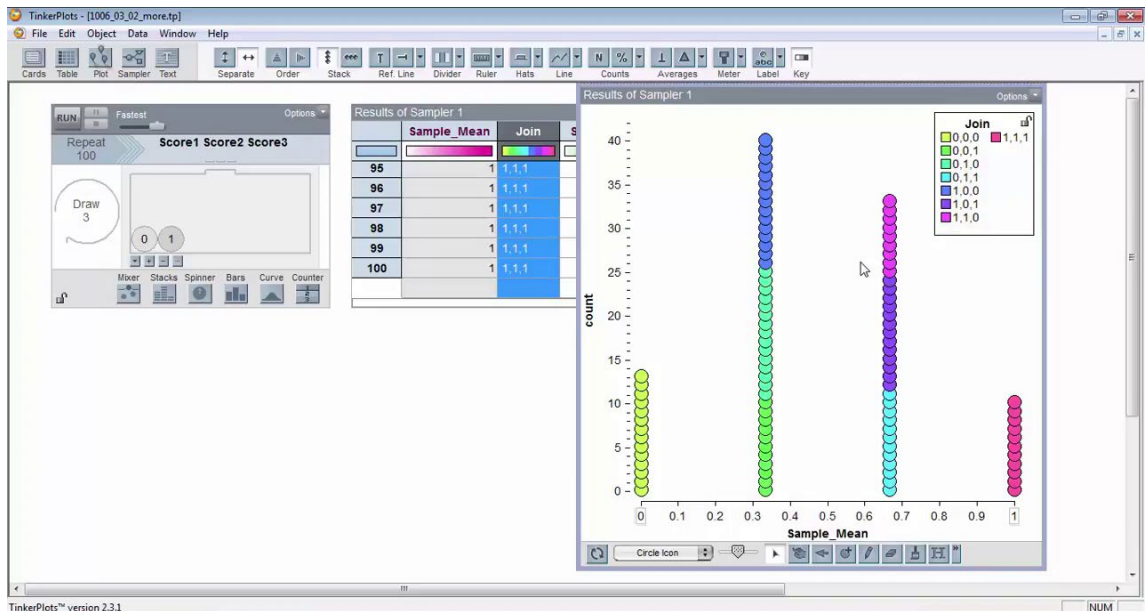 TinkerPlots - [1006_03_02_more.tp]
File Edit Object Data Window Help
Cards Table Plot Sampler Text Separate Order Stack Ref. Line Divider Ruler Hats Line Counts Averages Meter Label Key
RUN Fastest Options
Repeat
100
Score1 Score2 Score3
Draw
3
0 1
Mixer Stacks Spinner Bars Curve Counter
Results of Sampler 1
Sample_Mean Join S
95 1 1,1,1
96 1 1,1,1
97 1 1,1,1
98 1 1,1,1
99 1 1,1,1
100 1 1,1,1
Results of Sampler 1 Options
Join
0,0,0 1,1,1
0,0,1
0,1,0
0,1,1
1,0,0
1,0,1
1,1,0
count
40
35
30
25
20
15
10
5
0
0 0.1 0.2 0.3 0.4 0.5 0.6 0.7 0.8 0.9 1
Sample_Mean
Circle Icon
TinkerPlots™ version 2.3.1
NUM